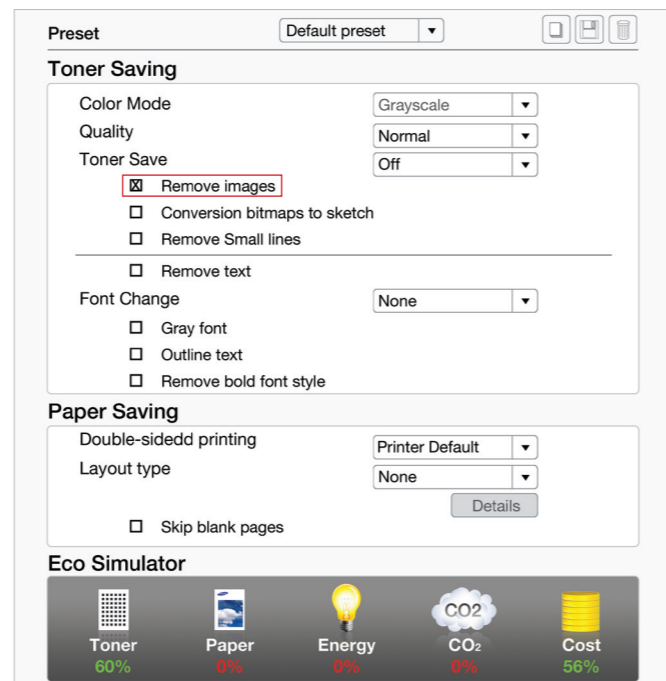 Preset Default preset
Toner Saving
Color Mode Grayscale
Quality Normal
Toner Save Off
Remove images
Conversion bitmaps to sketch
Remove Small lines
Remove text
Font Change None
Gray font
Outline text
Remove bold font style
Paper Saving
Double-sidedd printing Printer Default
Layout type None
Details
Skip blank pages
Eco Simulator
CO2
Toner Paper Energy CO₂ Cost
60% 0% 0% 0% 56%